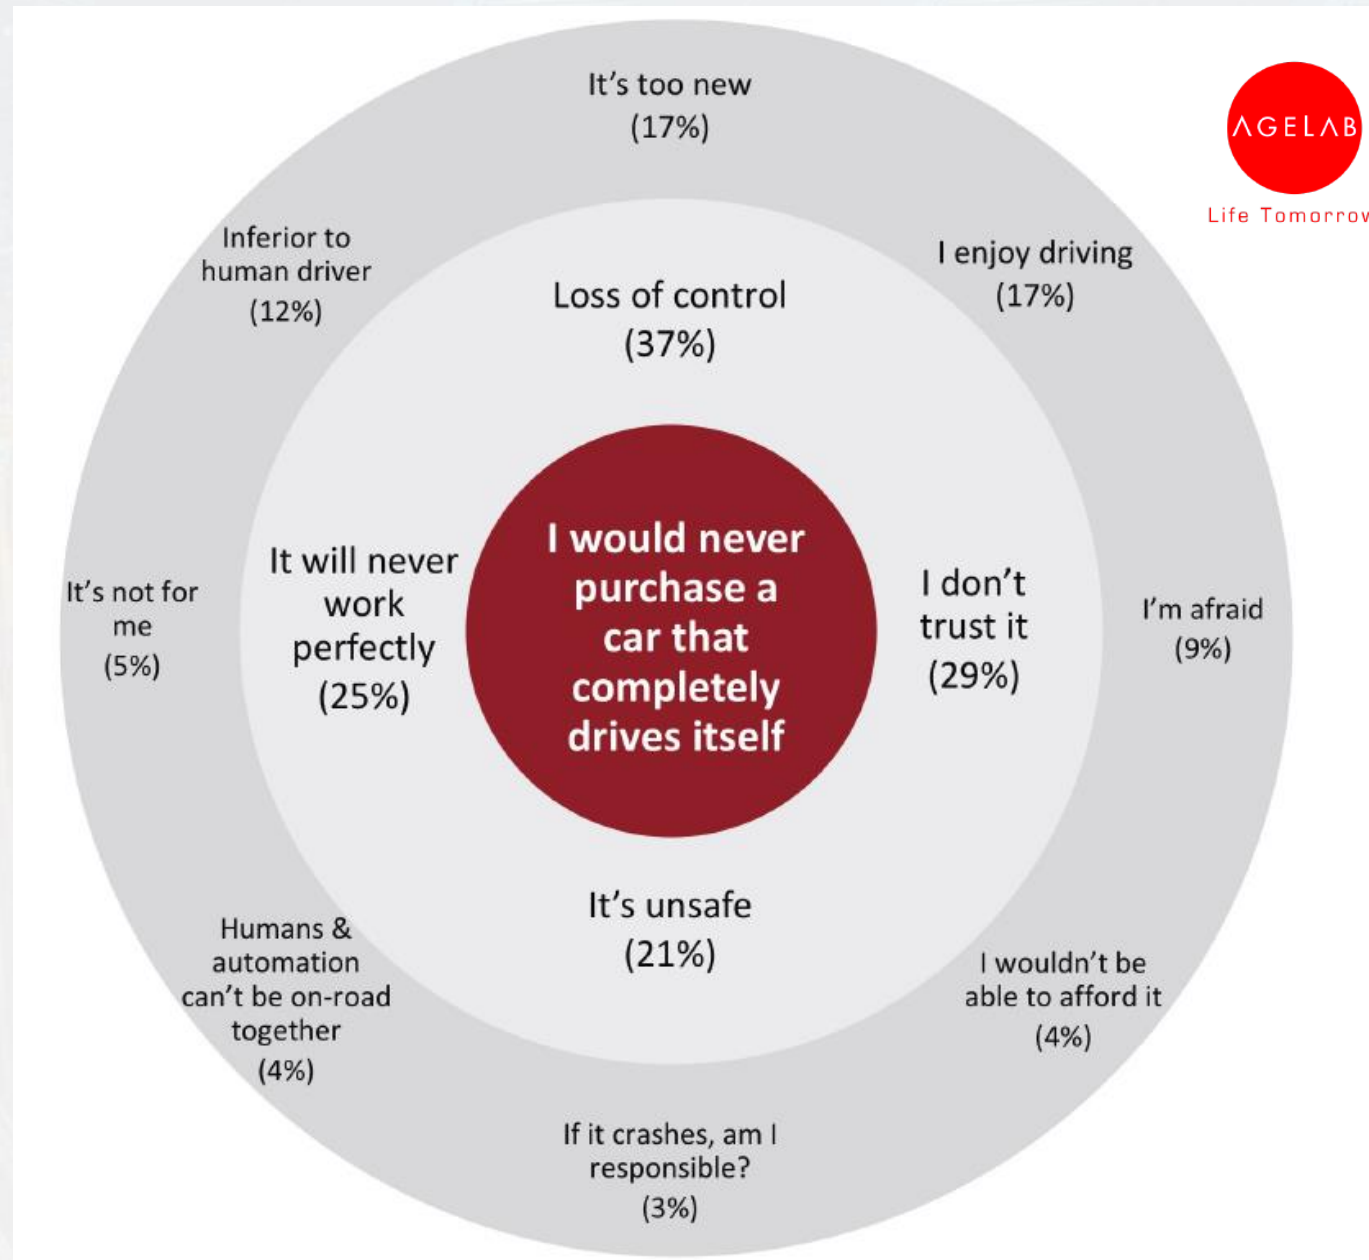 It's too new
(17%)
AGELAB
Life Tomorrow
Inferior to
human driver
(12%)
I enjoy driving
(17%)
Loss of control
(37%)
It's not for
me
(5%)
It will never
work
perfectly
(25%)
I would never
purchase a
car that
completely
drives itself
I don't
trust it
(29%)
I'm afraid
(9%)
It's unsafe
(21%)
Humans &
automation
can't be on-road
together
(4%)
I wouldn't be
able to afford it
(4%)
If it crashes, am I
responsible?
(3%)